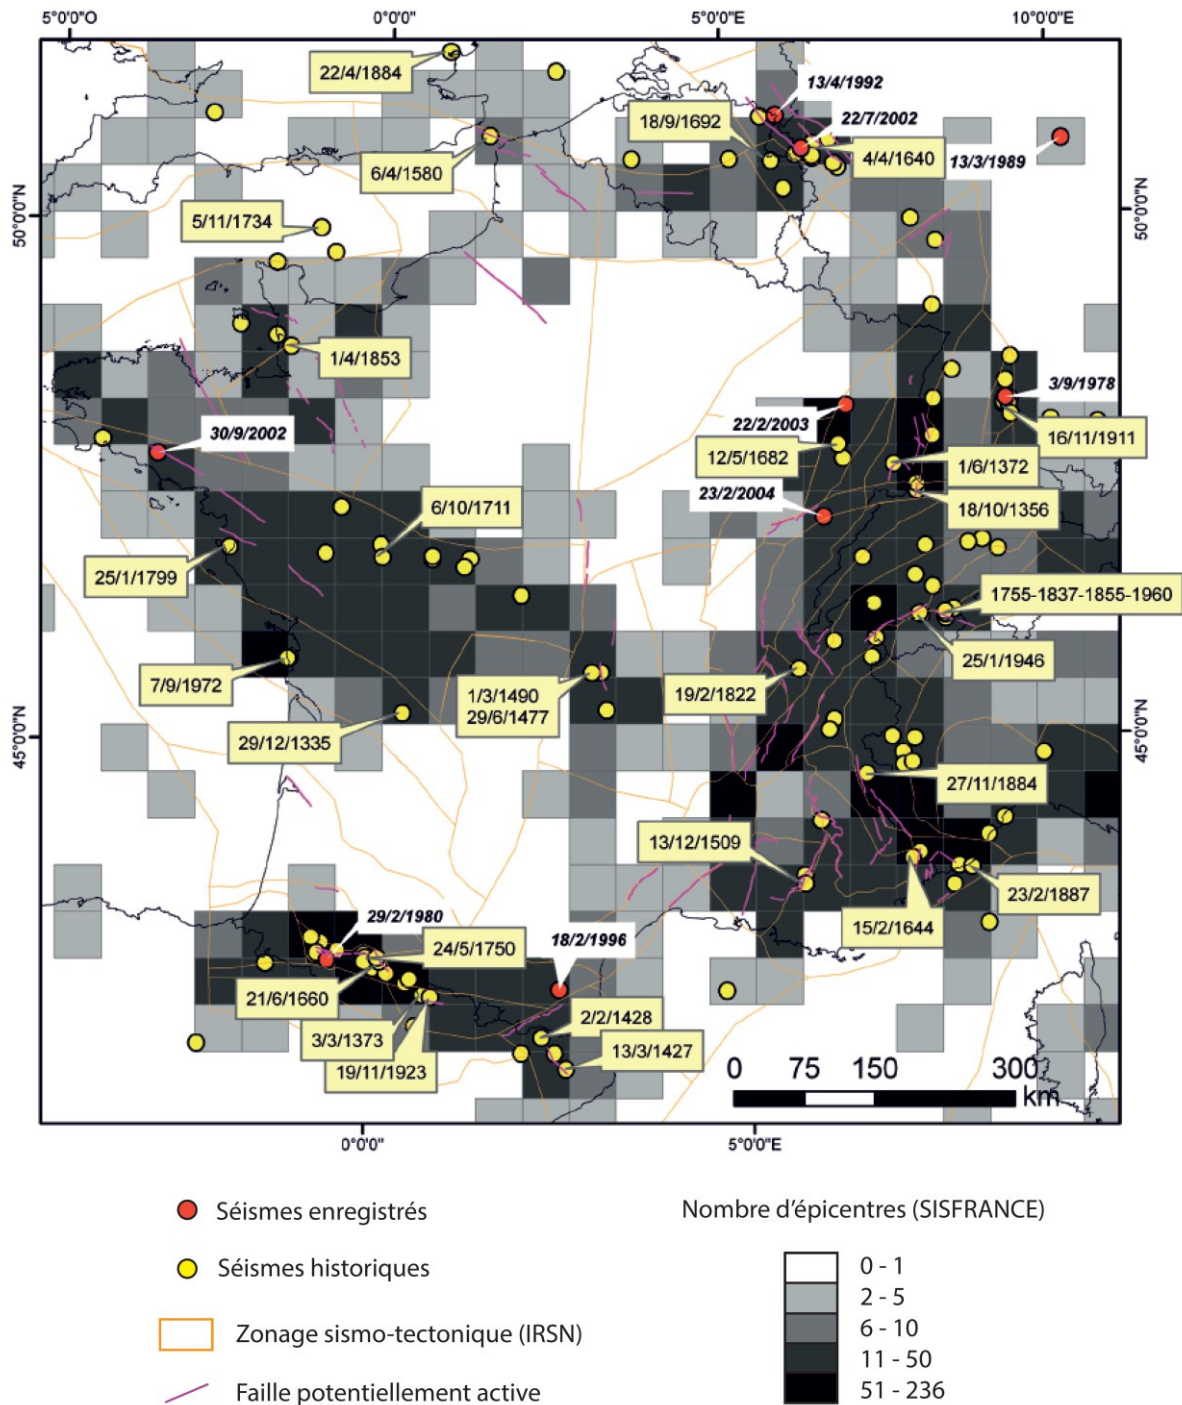 5°0'0"O
0°0'0"
5°0'0"E
10°0'0"E
22/4/1884
13/4/1992
18/9/1692
22/7/2002
6/4/1580
4/4/1640
13/3/1989
50°0'0"N
50°0'0"N
5/11/1734
1/4/1853
3/9/1978
30/9/2002
22/2/2003
16/11/1911
12/5/1682
1/6/1372
23/2/2004
6/10/1711
18/10/1356
25/1/1799
1755-1837-1855-1960
25/1/1946
7/9/1972
1/3/1490
29/6/1477
19/2/1822
29/12/1335
45°0'0"N
45°0'0"N
27/11/1884
13/12/1509
23/2/1887
15/2/1644
29/2/1980
24/5/1750
18/2/1996
21/6/1660
3/3/1373
2/2/1428
19/11/1923
13/3/1427
0 75 150 300
km
0°0'0"
5°0'0"E
Séismes enregistrés
Séismes historiques
Zonage sismo-tectonique (IRSN)
Faille potentiellement active
Nombre d'épicentres (SISFRANCE)
0 - 1
2 - 5
6 - 10
11 - 50
51 - 236